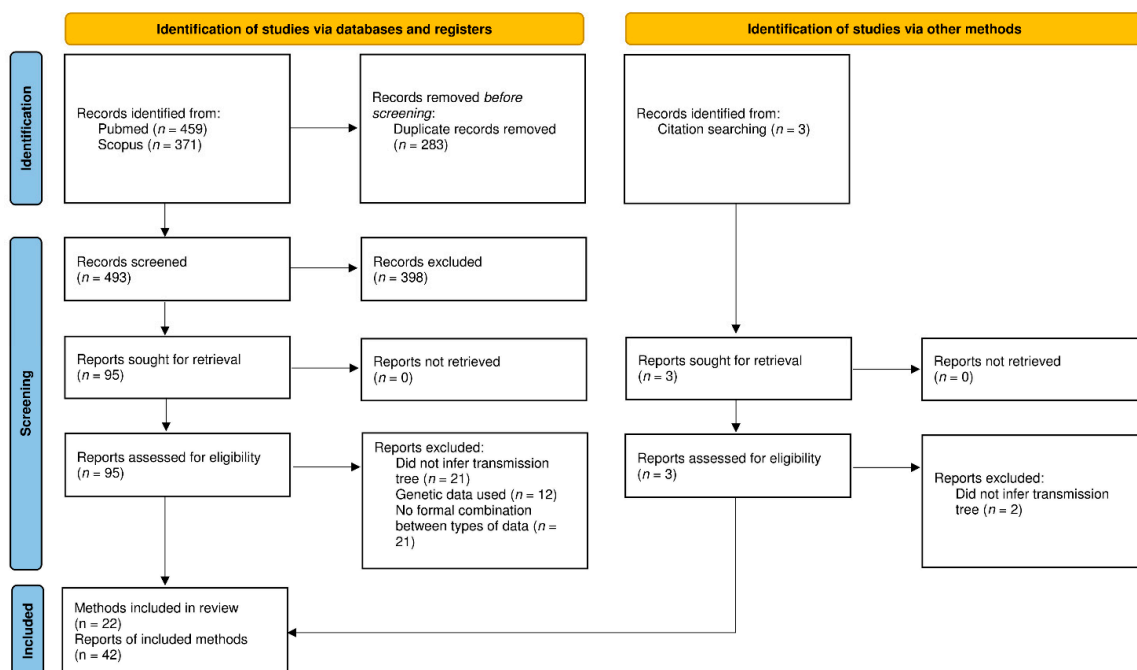 Identification of studies via databases and registers
Identification of studies via other methods
Identification
Records identified from:
Pubmed (n = 459)
Scopus (n = 371)
Records removed before
screening:
Duplicate records removed
(n = 283)
Records identified from:
Citation searching (n = 3)
Screening
Records screened
(n = 493)
Records excluded
(n = 398)
Reports sought for retrieval
(n = 95)
Reports not retrieved
(n = 0)
Reports sought for retrieval
(n = 3)
Reports not retrieved
(n = 0)
Reports assessed for eligibility
(n = 95)
Reports excluded:
Did not infer transmission
tree (n = 21)
Genetic data used (n = 12)
No formal combination
between types of data (n =
21)
Reports assessed for eligibility
(n = 3)
Reports excluded:
Did not infer transmission
tree (n = 2)
Included
Methods included in review
(n = 22)
Reports of included methods
(n = 42)